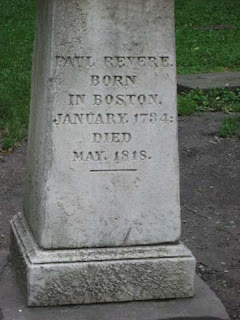 PAUL REVERE.
BORN
IN BOSTON.
JANUARY. 1734:
DIED
MAY. 1818.